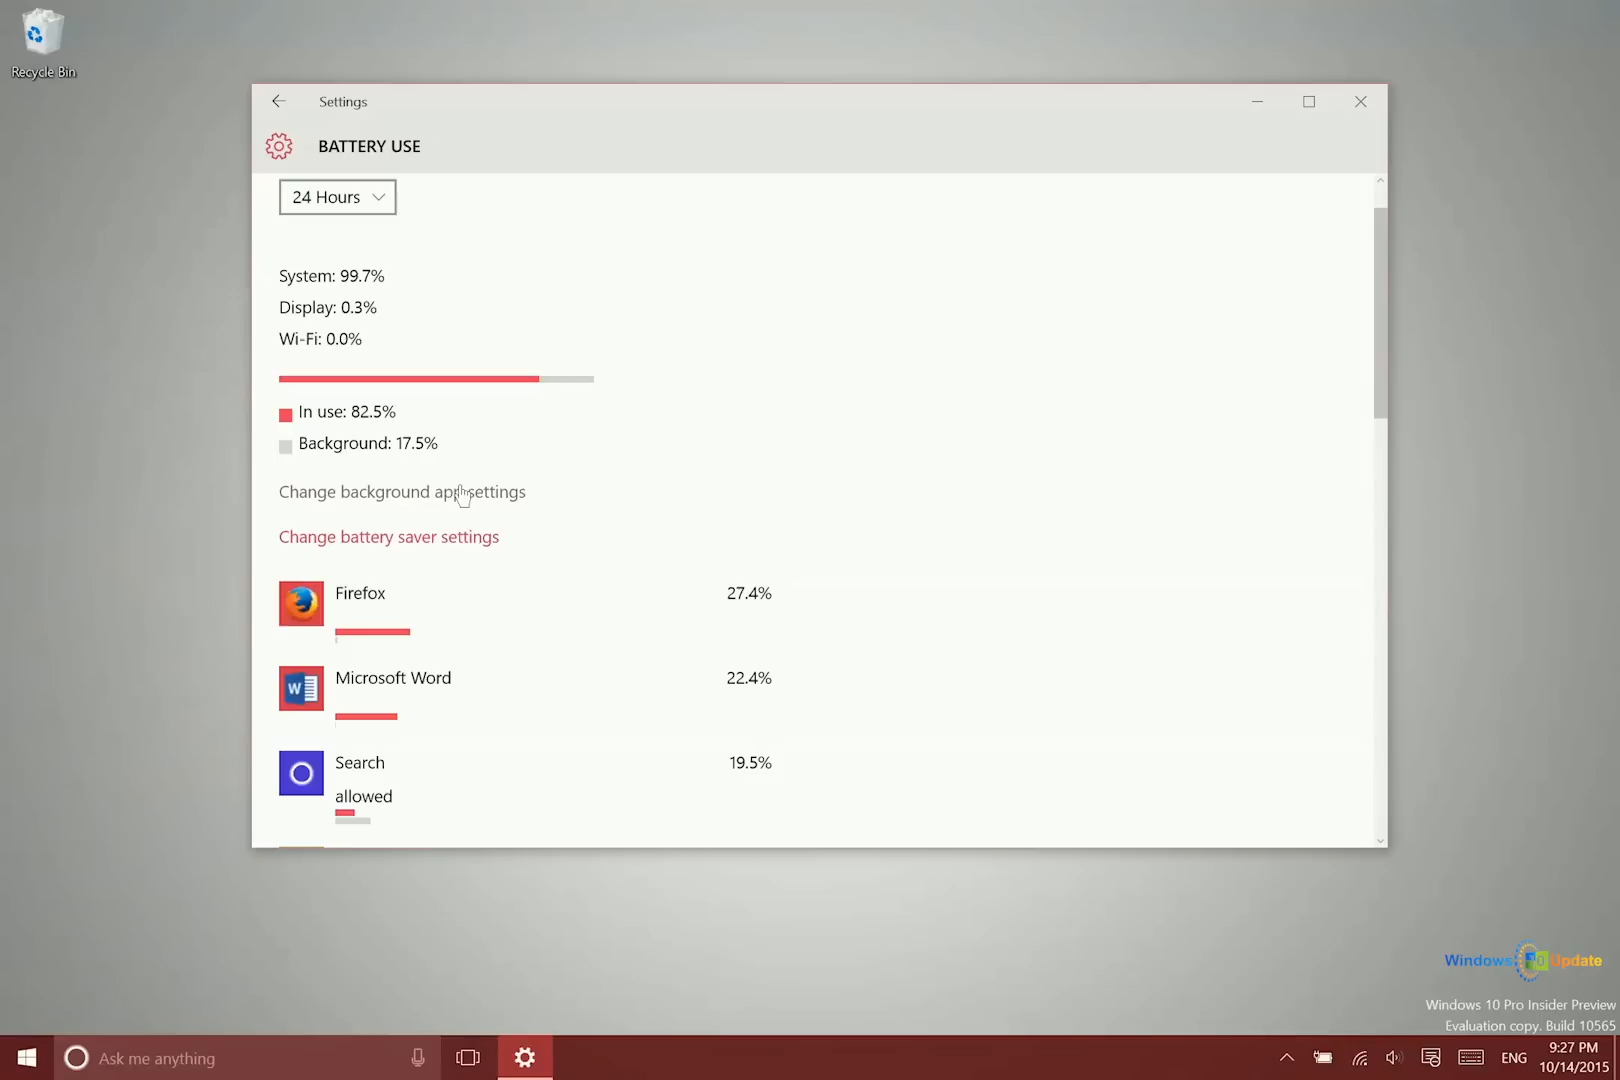 Recycle Bin
Settings
BATTERY USE
24 Hours
System: 99.7%
Display: 0.3%
Wi-Fi: 0.0%
In use: 82.5%
Background: 17.5%
Change background app settings
Change battery saver settings
Firefox 27.4%
Microsoft Word 22.4%
W
Search 19.5%
allowed
Windows 10 Update
Windows 10 Pro Insider Preview
Evaluation copy. Build 10565
Ask me anything
ENG
9:27 PM
10/14/2015